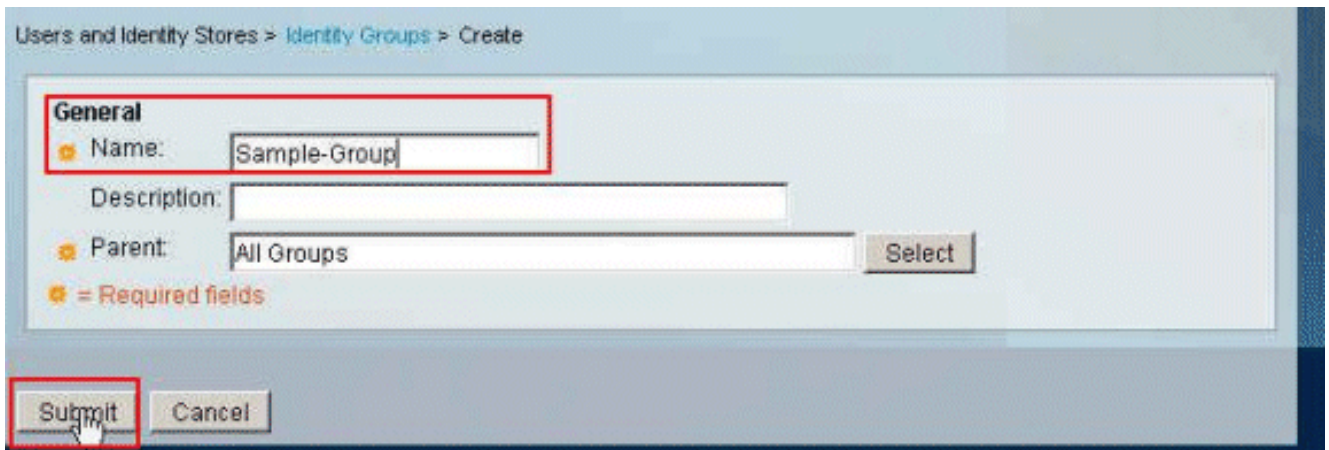 Users and Identity Stores > Identity Groups > Create
General
Name: Sample-Group
Description:
Parent: All Groups Select
= Required fields
Submit Cancel